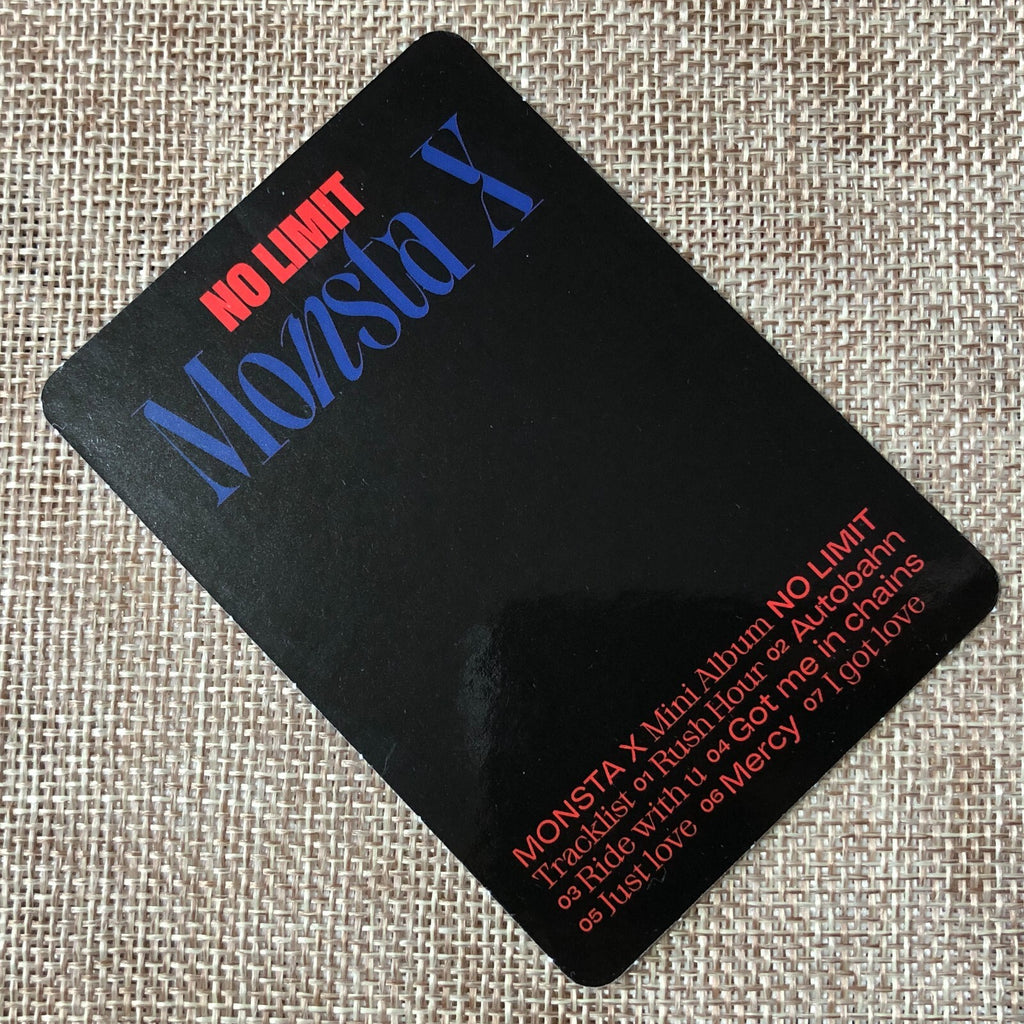 NO LIMIT
Monsta X
MONSTA X Mini Album NO LIMIT
Tracklist 01 Rush Hour 02 Autobahn
03 Ride with u 04 Got me in chains
05 Just love 06 Mercy 07 I got love